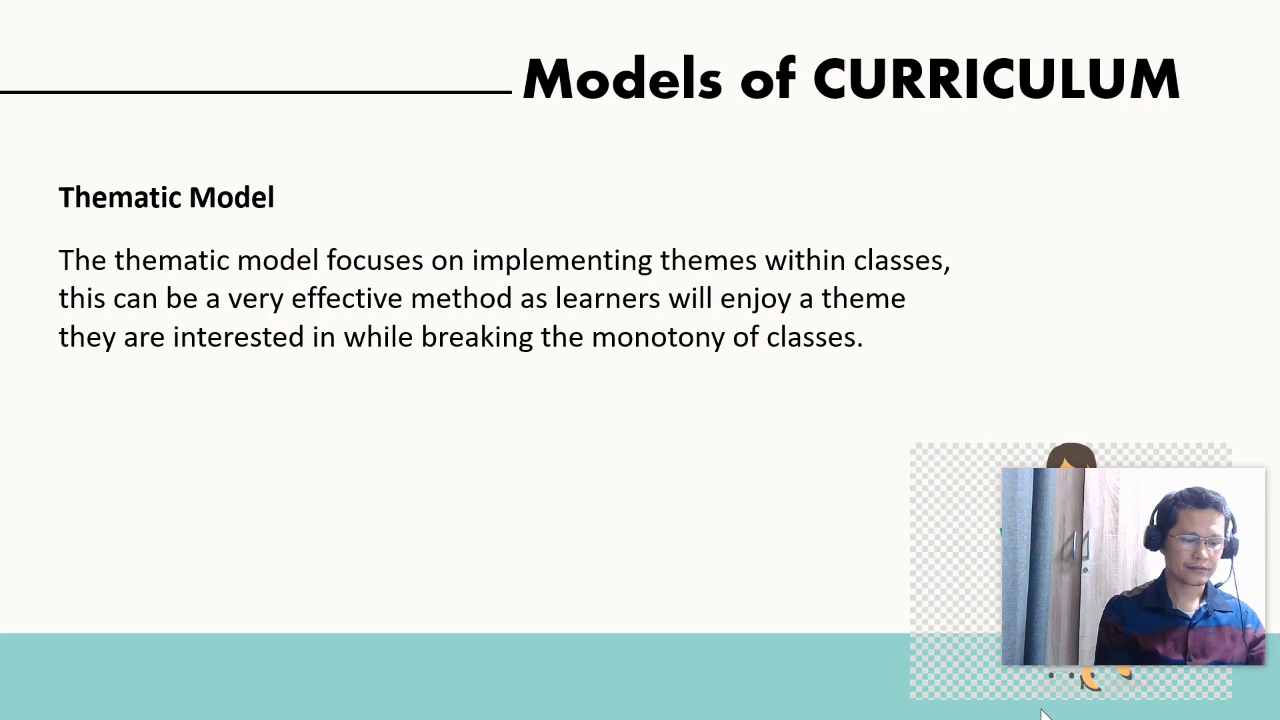 Models of CURRICULUM
Thematic Model
The thematic model focuses on implementing themes within classes,
this can be a very effective method as learners will enjoy a theme
they are interested in while breaking the monotony of classes.